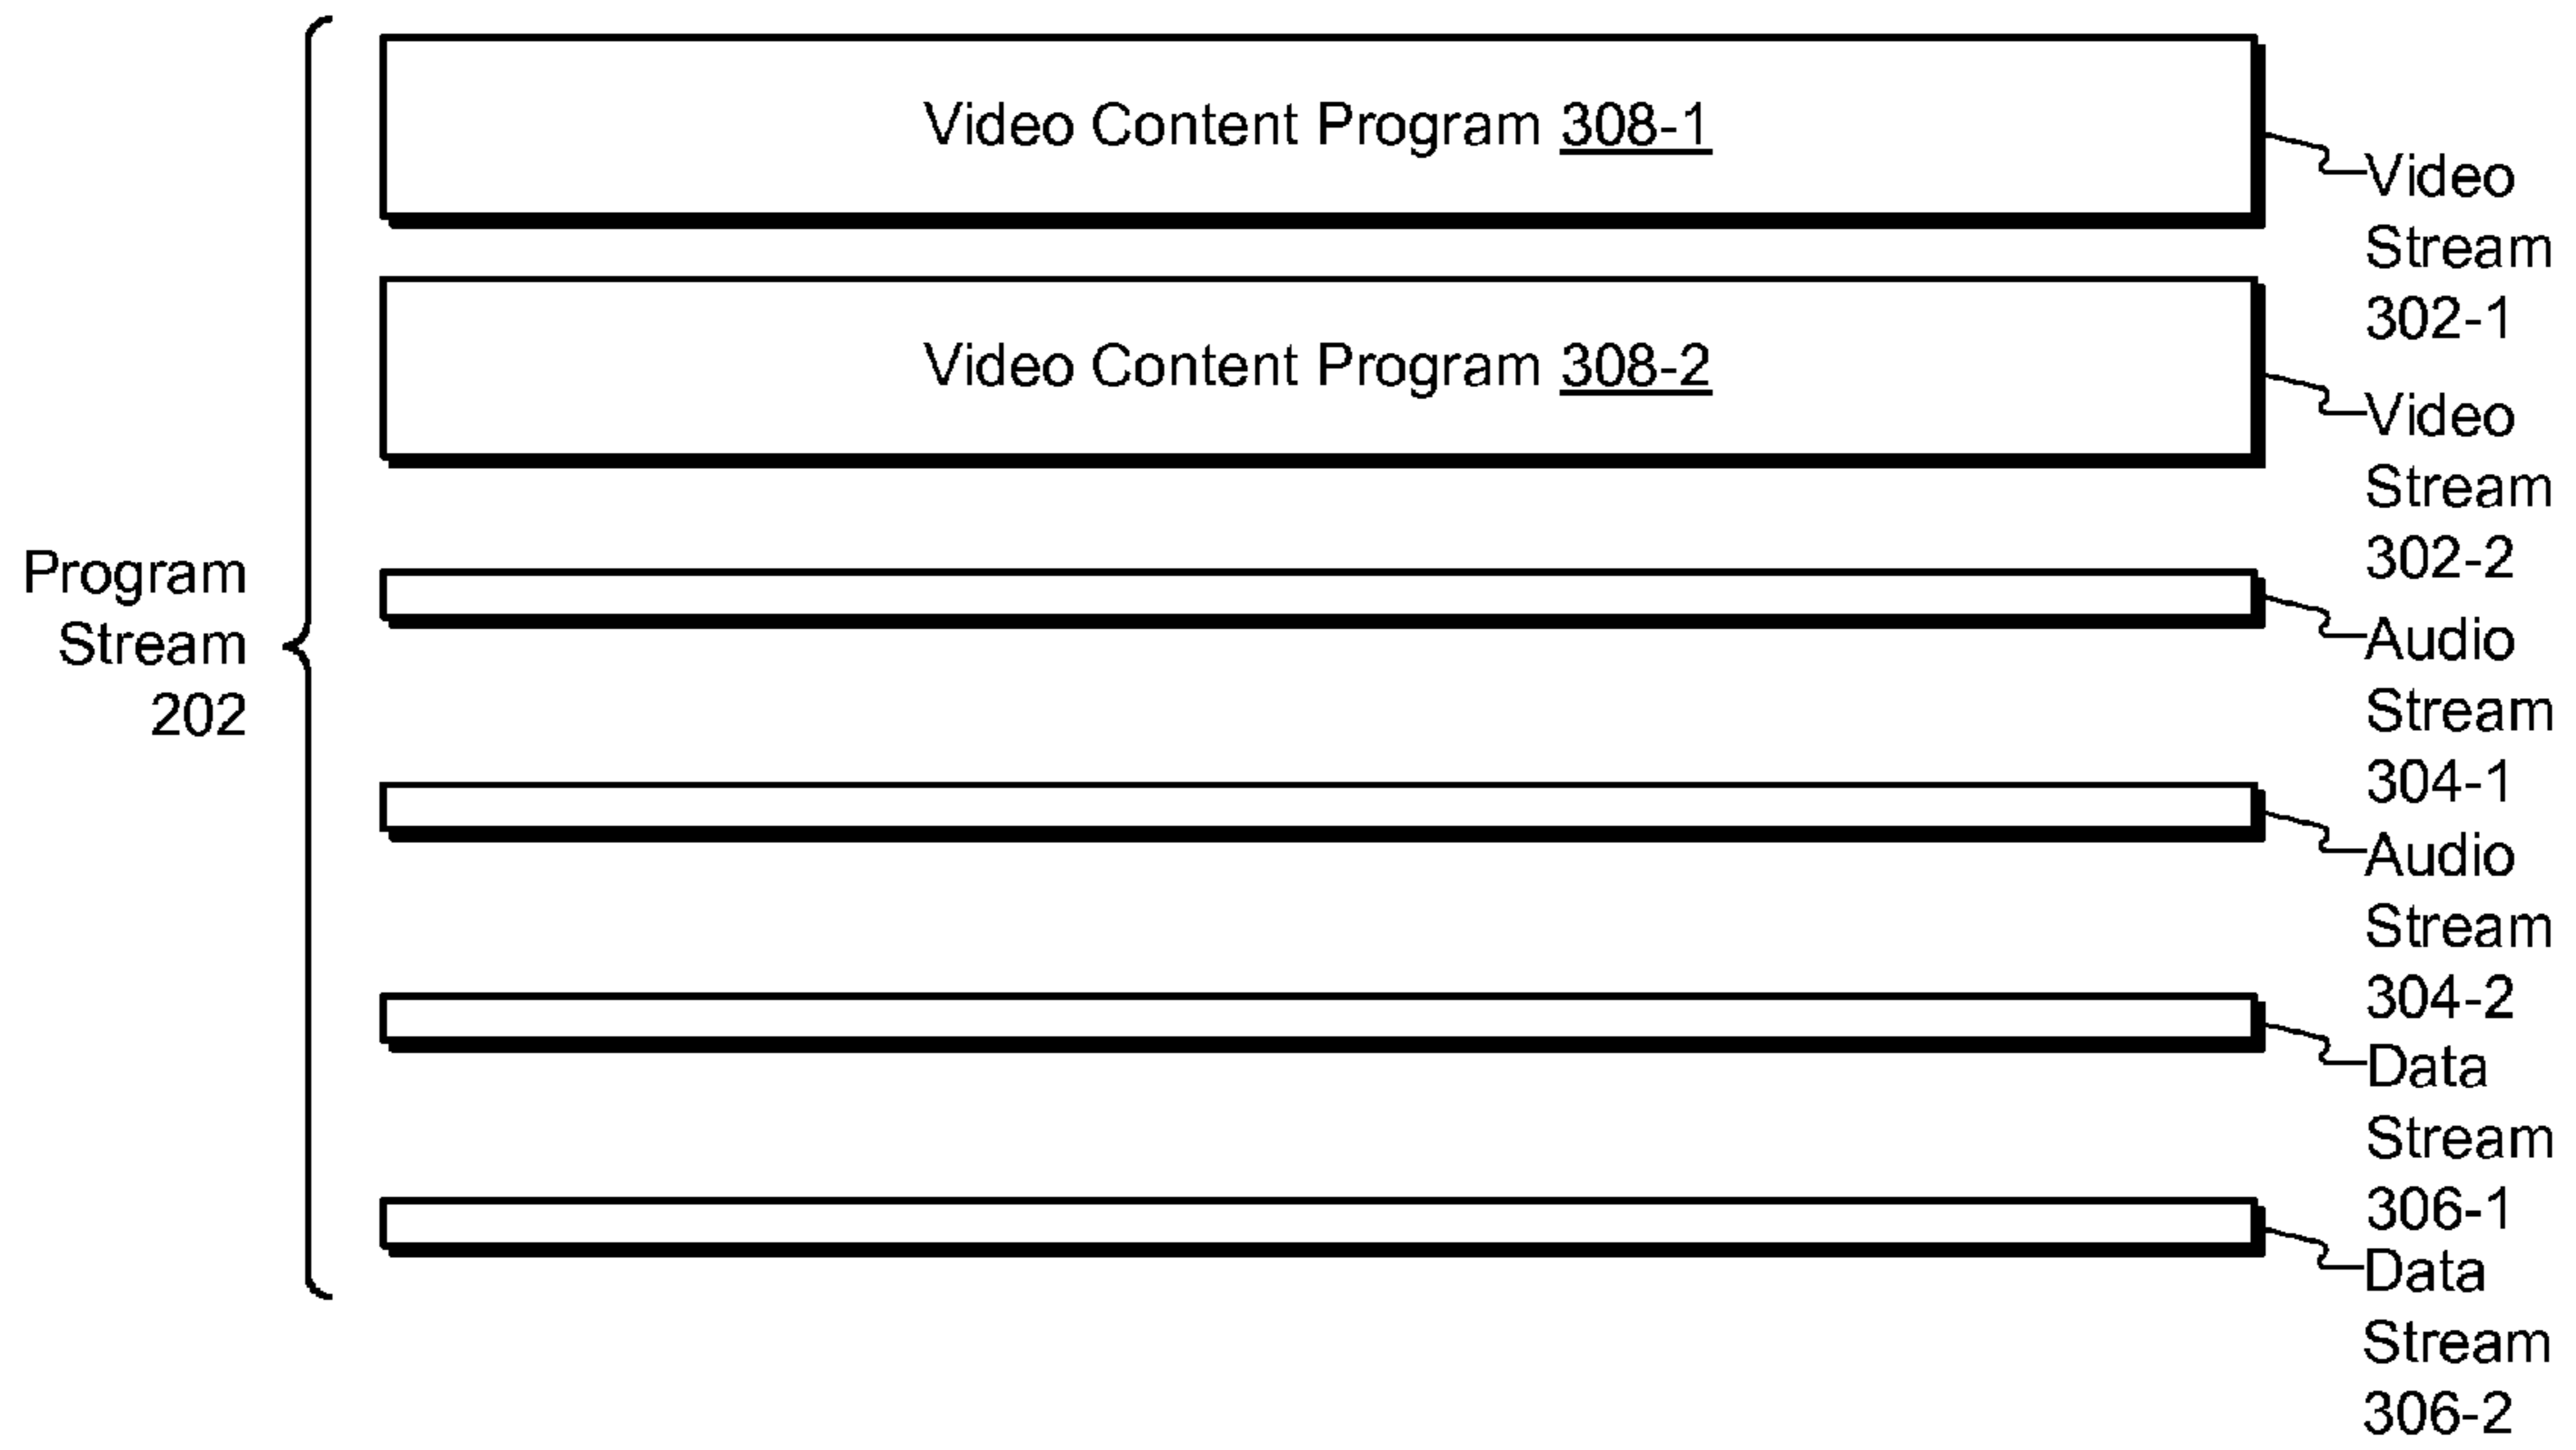 Video Content Program 308-1
Video
Stream
302-1
Video Content Program 308-2
Video
Stream
302-2
Program
Stream
202
Audio
Stream
304-1
Audio
Stream
304-2
Data
Stream
306-1
Data
Stream
306-2